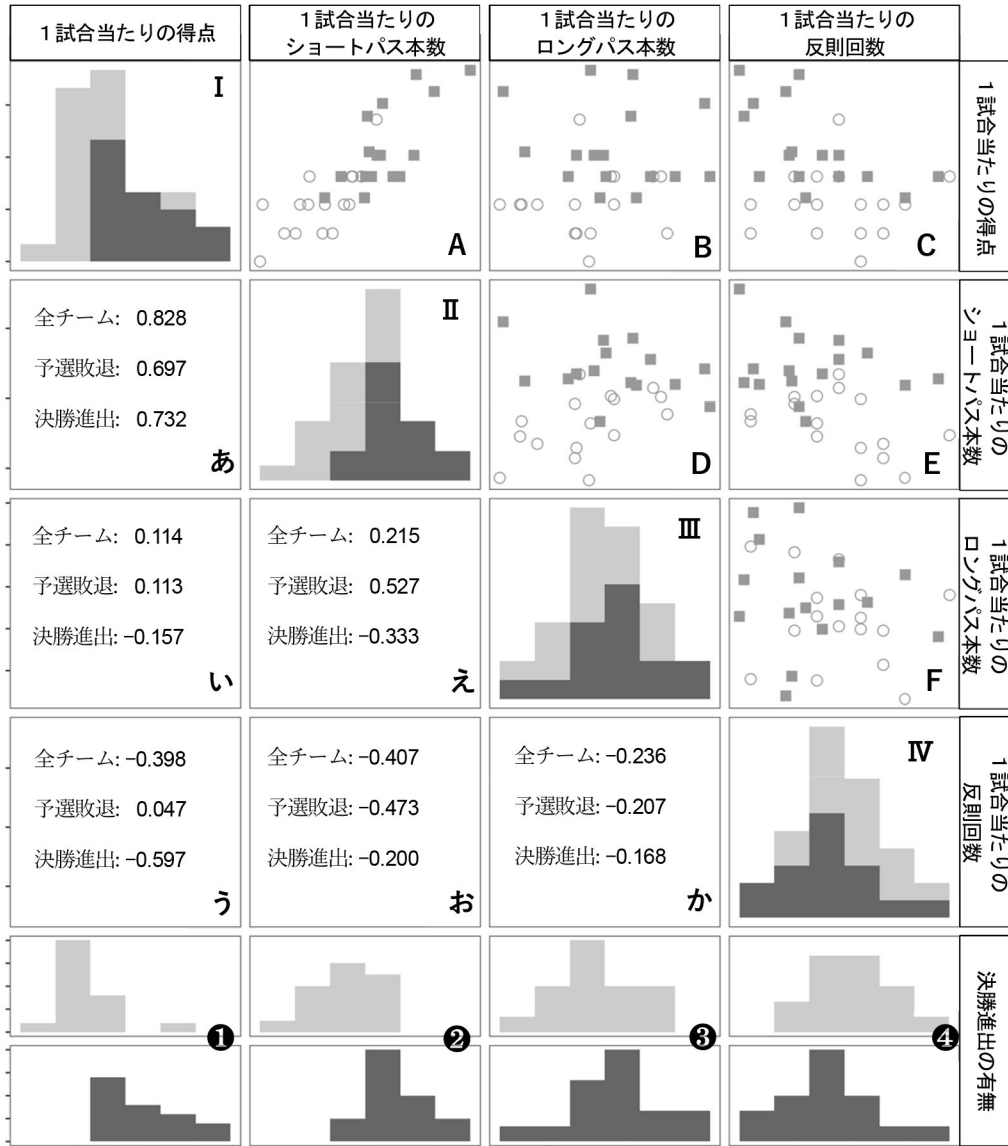 1試合当たりの得点
1試合当たりの
ショートパス本数
1試合当たりの
ロングパス本数
1試合当たりの
反則回数
Ⅰ
A
B
C
1試合当たりの得点
全チーム: 0.828
予選敗退: 0.697
決勝進出: 0.732
あ
Ⅱ
D
E
1試合当たりの
ショートパス本数
全チーム: 0.114
予選敗退: 0.113
決勝進出: −0.157
い
全チーム: 0.215
予選敗退: 0.527
決勝進出: −0.333
え
Ⅲ
F
1試合当たりの
ロングパス本数
全チーム: −0.398
予選敗退: 0.047
決勝進出: −0.597
う
全チーム: −0.407
予選敗退: −0.473
決勝進出: −0.200
お
全チーム: −0.236
予選敗退: −0.207
決勝進出: −0.168
か
Ⅳ
1試合当たりの
反則回数
❶
❷
❸
❹
決勝進出の有無